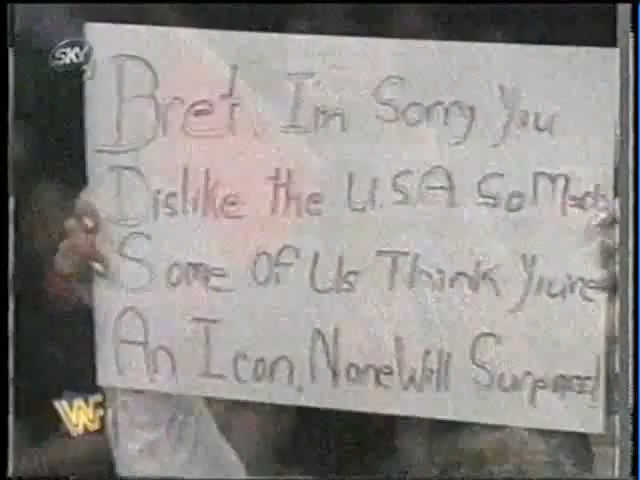 SKY
Bret, I'm Sorry You
Dislike the U.S.A. So Much
Some Of Us Think You're
An Icon. None Will Surpass!
WF